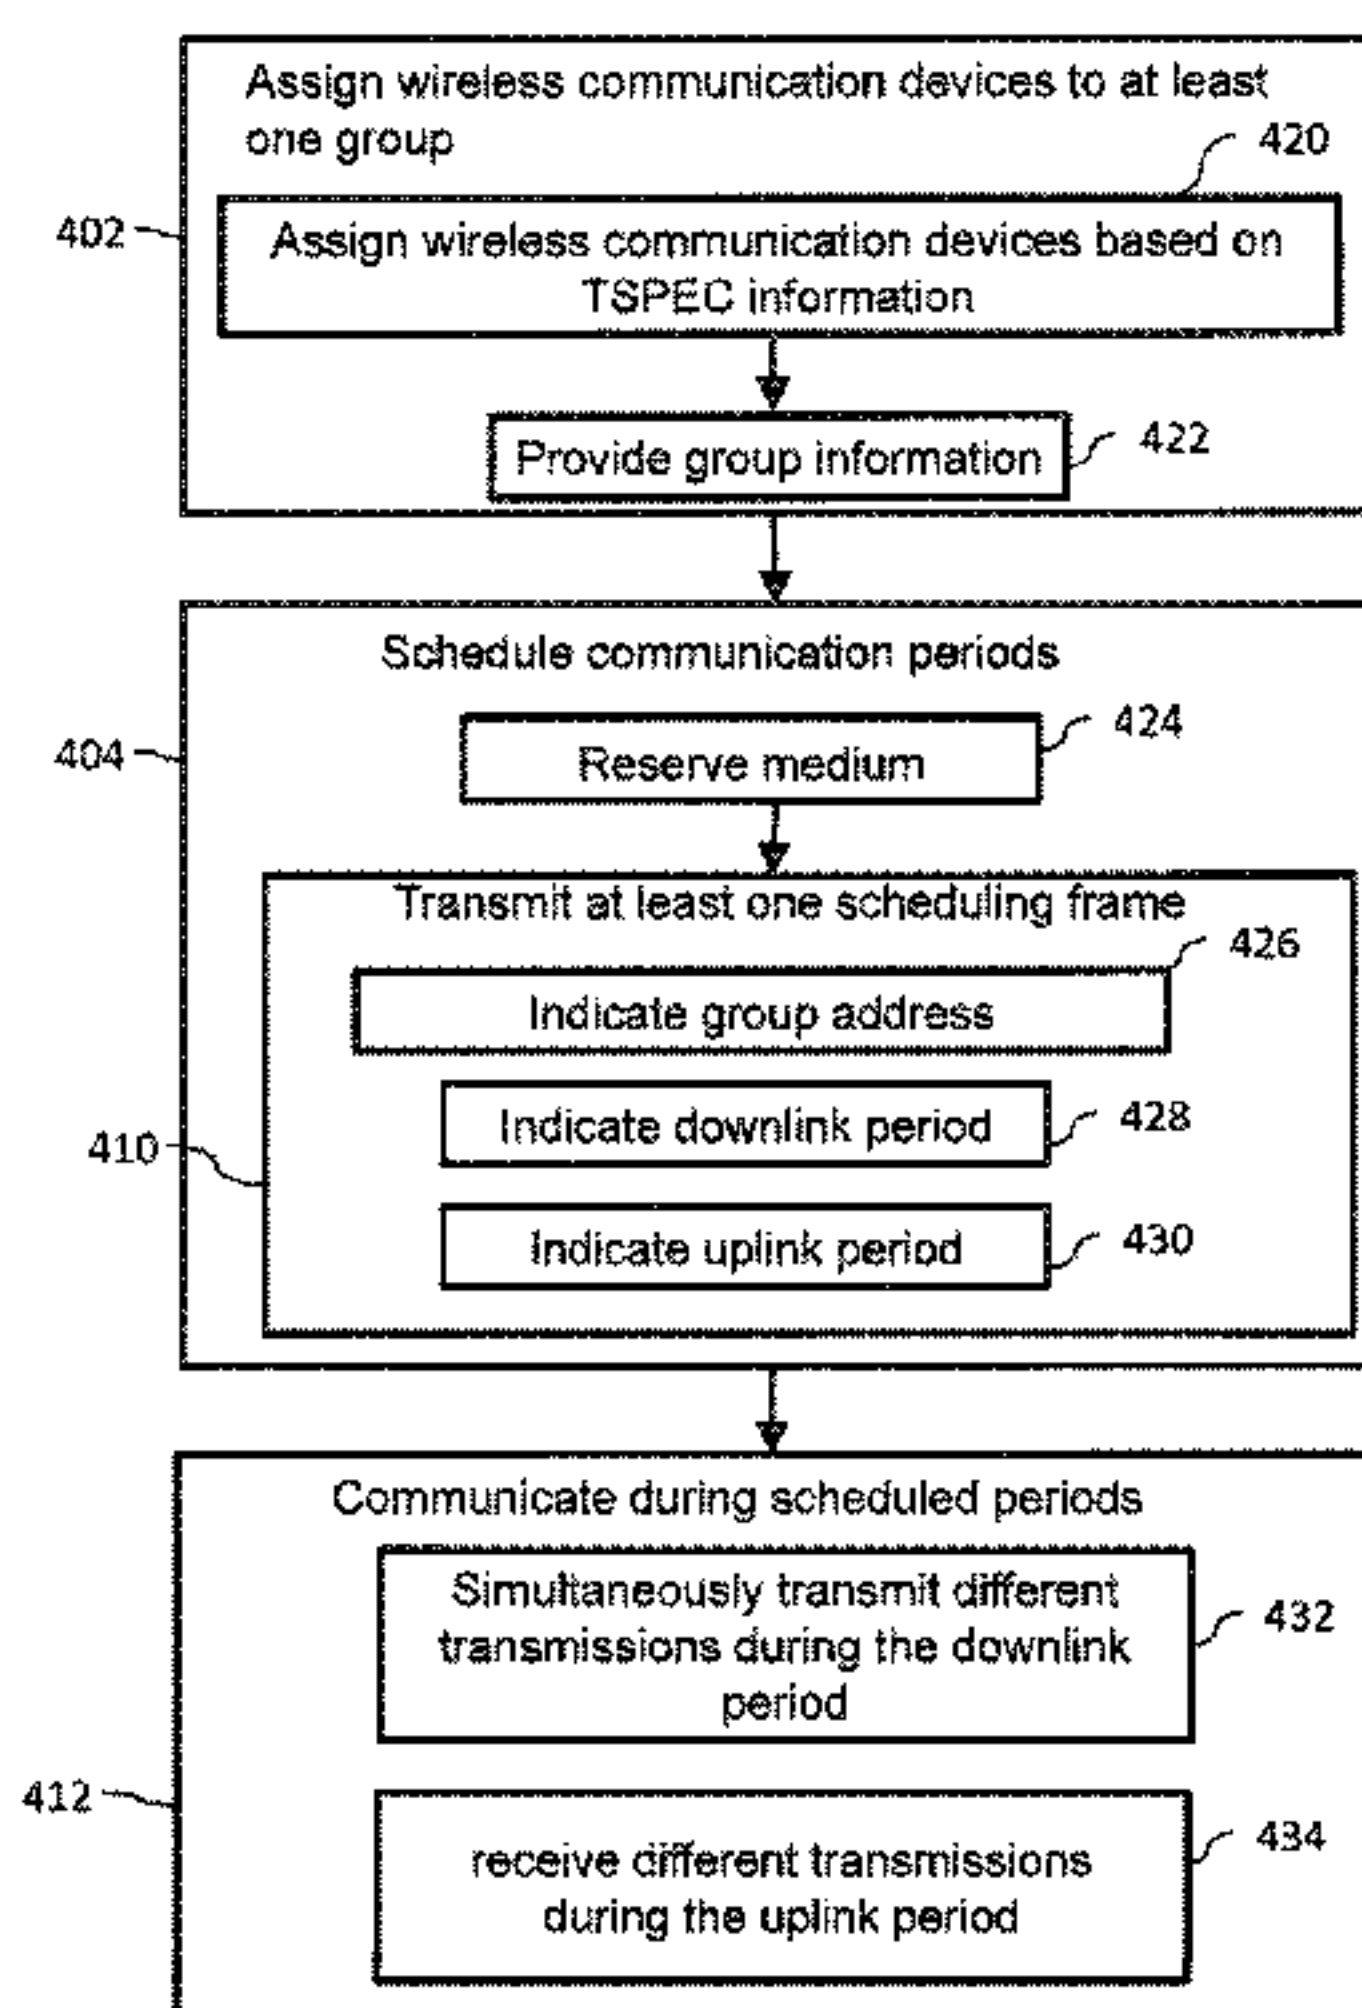 Assign wireless communication devices to at least
one group
420
402
Assign wireless communication devices based on
TSPEC information
Provide group information
422
Schedule communication periods
424
404
Reserve medium
Transmit at least one scheduling frame
426
Indicate group address
Indicate downlink period
428
410
Indicate uplink period
430
Communicate during scheduled periods
Simultaneously transmit different
transmissions during the downlink
period
432
412
receive different transmissions
during the uplink period
434